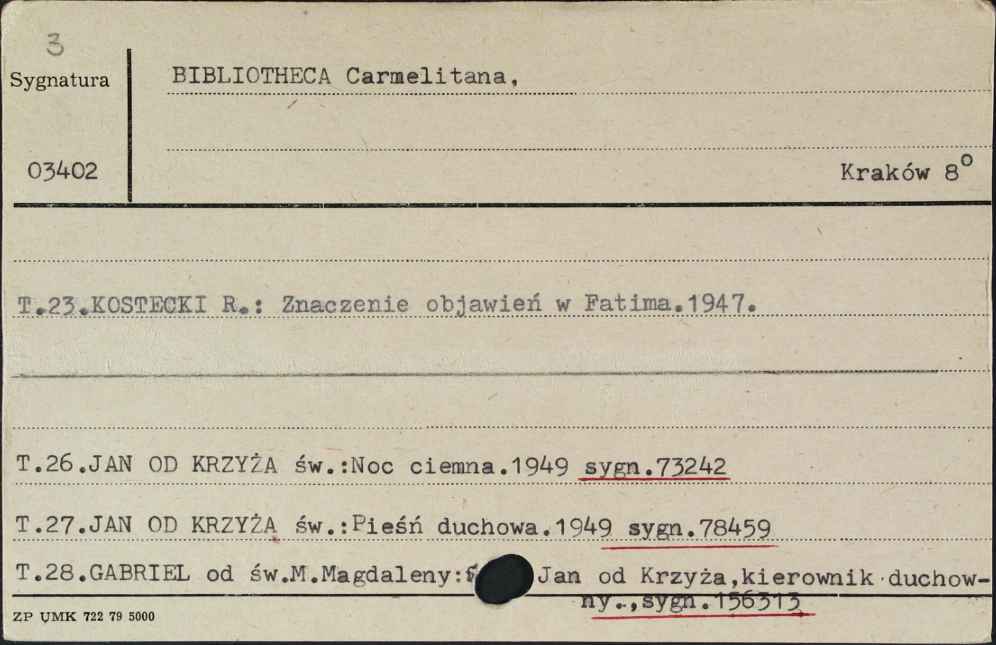 3
Sygnatura
BIBLIOTHECA Carmelitana,
03402
Kraków 8⁰
T.23.KOSTECKI R.: Znaczenie objawień w Fatima.1947.
T.26.JAN OD KRZYŻA św.:Noc ciemna.1949 sygn.73242
T.27.JAN OD KRZYŻA św.:Pieśń duchowa.1949 sygn.78459
T.28.GABRIEL od św.M.Magdaleny: Jan od Krzyża,kierownik duchow-
ny.,sygn.156313
ZP UMK 722 79 5000